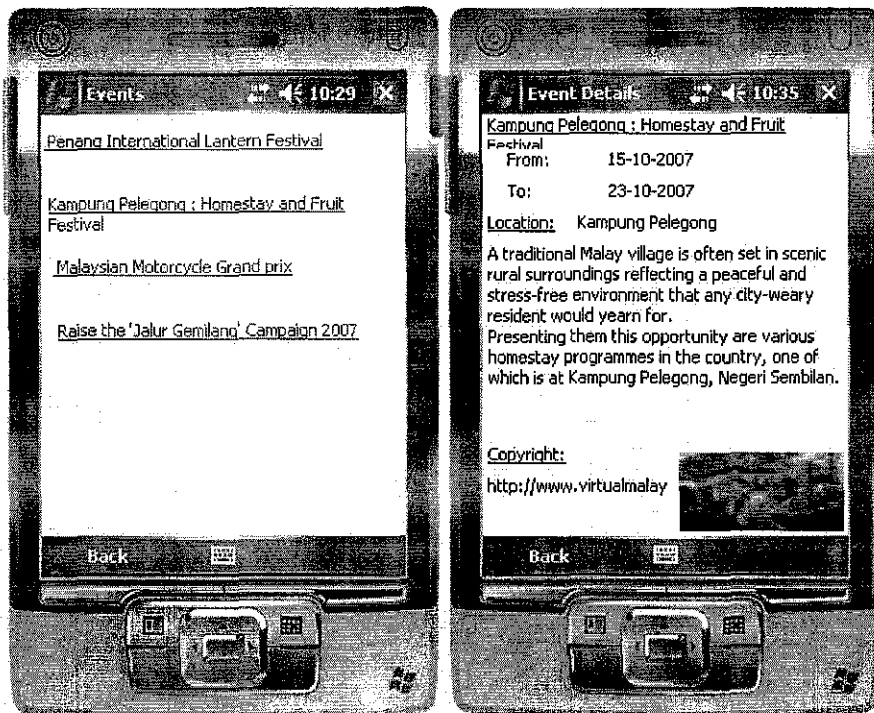 Events 10:29
Penang International Lantern Festival
Kampung Pelegong : Homestay and Fruit
Festival
Malaysian Motorcycle Grand prix
Raise the 'Jalur Gemilang' Campaign 2007
Back
Event Details 10:35
Kampung Pelegong : Homestay and Fruit
Festival
From: 15-10-2007
To: 23-10-2007
Location: Kampung Pelegong
A traditional Malay village is often set in scenic
rural surroundings reflecting a peaceful and
stress-free environment that any city-weary
resident would yearn for.
Presenting them this opportunity are various
homestay programmes in the country, one of
which is at Kampung Pelegong, Negeri Sembilan.
Copyright:
http://www.virtualmalay
Back